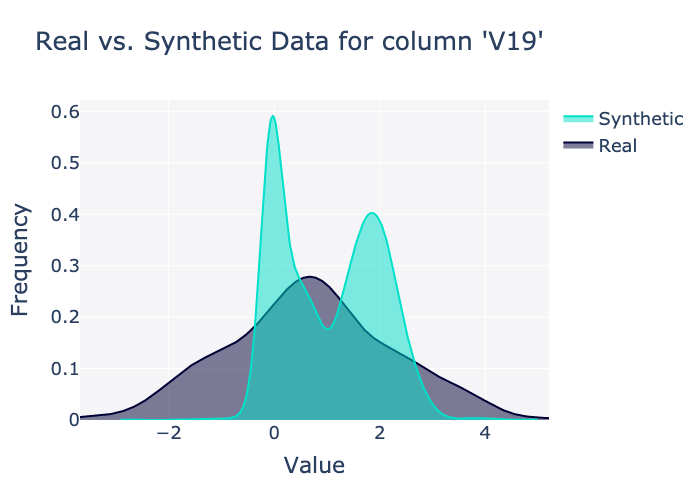 Real vs. Synthetic Data for column 'V19'
Synthetic
Real
Frequency
0.6
0.5
0.4
0.3
0.2
0.1
0
−2
0
2
4
Value